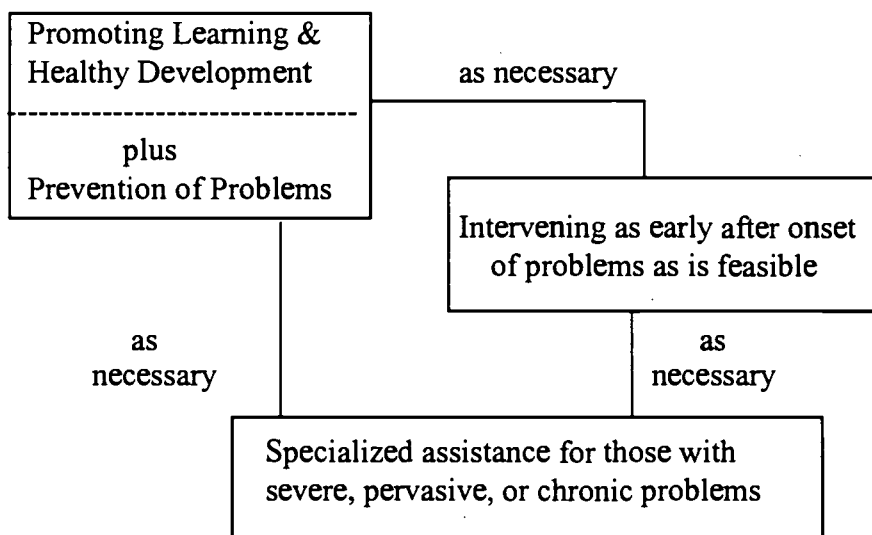 Promoting Learning &
Healthy Development
plus
Prevention of Problems
as necessary
Intervening as early after onset
of problems as is feasible
as
necessary
as
necessary
Specialized assistance for those with
severe, pervasive, or chronic problems